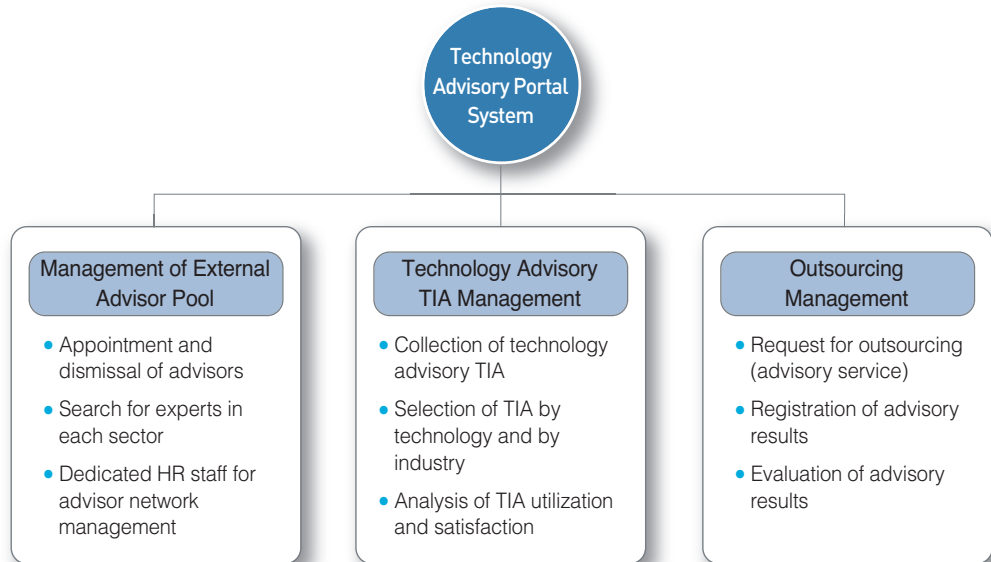 Technology
Advisory Portal
System
Management of External
Advisor Pool
• Appointment and
dismissal of advisors
• Search for experts in
each sector
• Dedicated HR staff for
advisor network
management
Technology Advisory
TIA Management
• Collection of technology
advisory TIA
• Selection of TIA by
technology and by
industry
• Analysis of TIA utilization
and satisfaction
Outsourcing
Management
• Request for outsourcing
(advisory service)
• Registration of advisory
results
• Evaluation of advisory
results